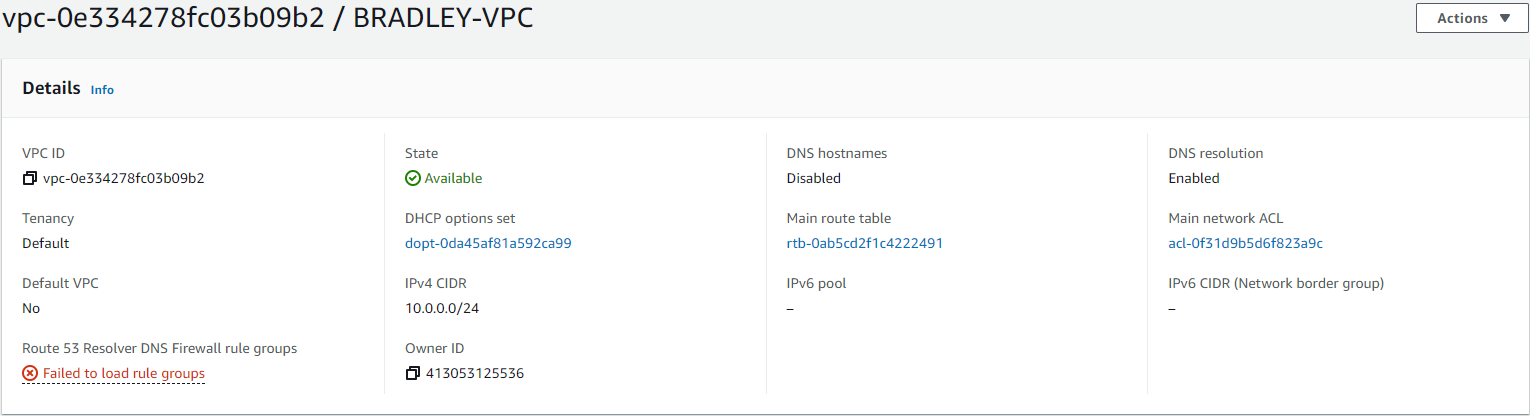 vpc-0e334278fc03b09b2 / BRADLEY-VPC
Actions
Details Info
VPC ID
vpc-0e334278fc03b09b2
State
Available
DNS hostnames
Disabled
DNS resolution
Enabled
Tenancy
Default
DHCP options set
dopt-0da45af81a592ca99
Main route table
rtb-0ab5cd2f1c4222491
Main network ACL
acl-0f31d9b5d6f823a9c
Default VPC
No
IPv4 CIDR
10.0.0.0/24
IPv6 pool
–
IPv6 CIDR (Network border group)
–
Route 53 Resolver DNS Firewall rule groups
Failed to load rule groups
Owner ID
413053125536